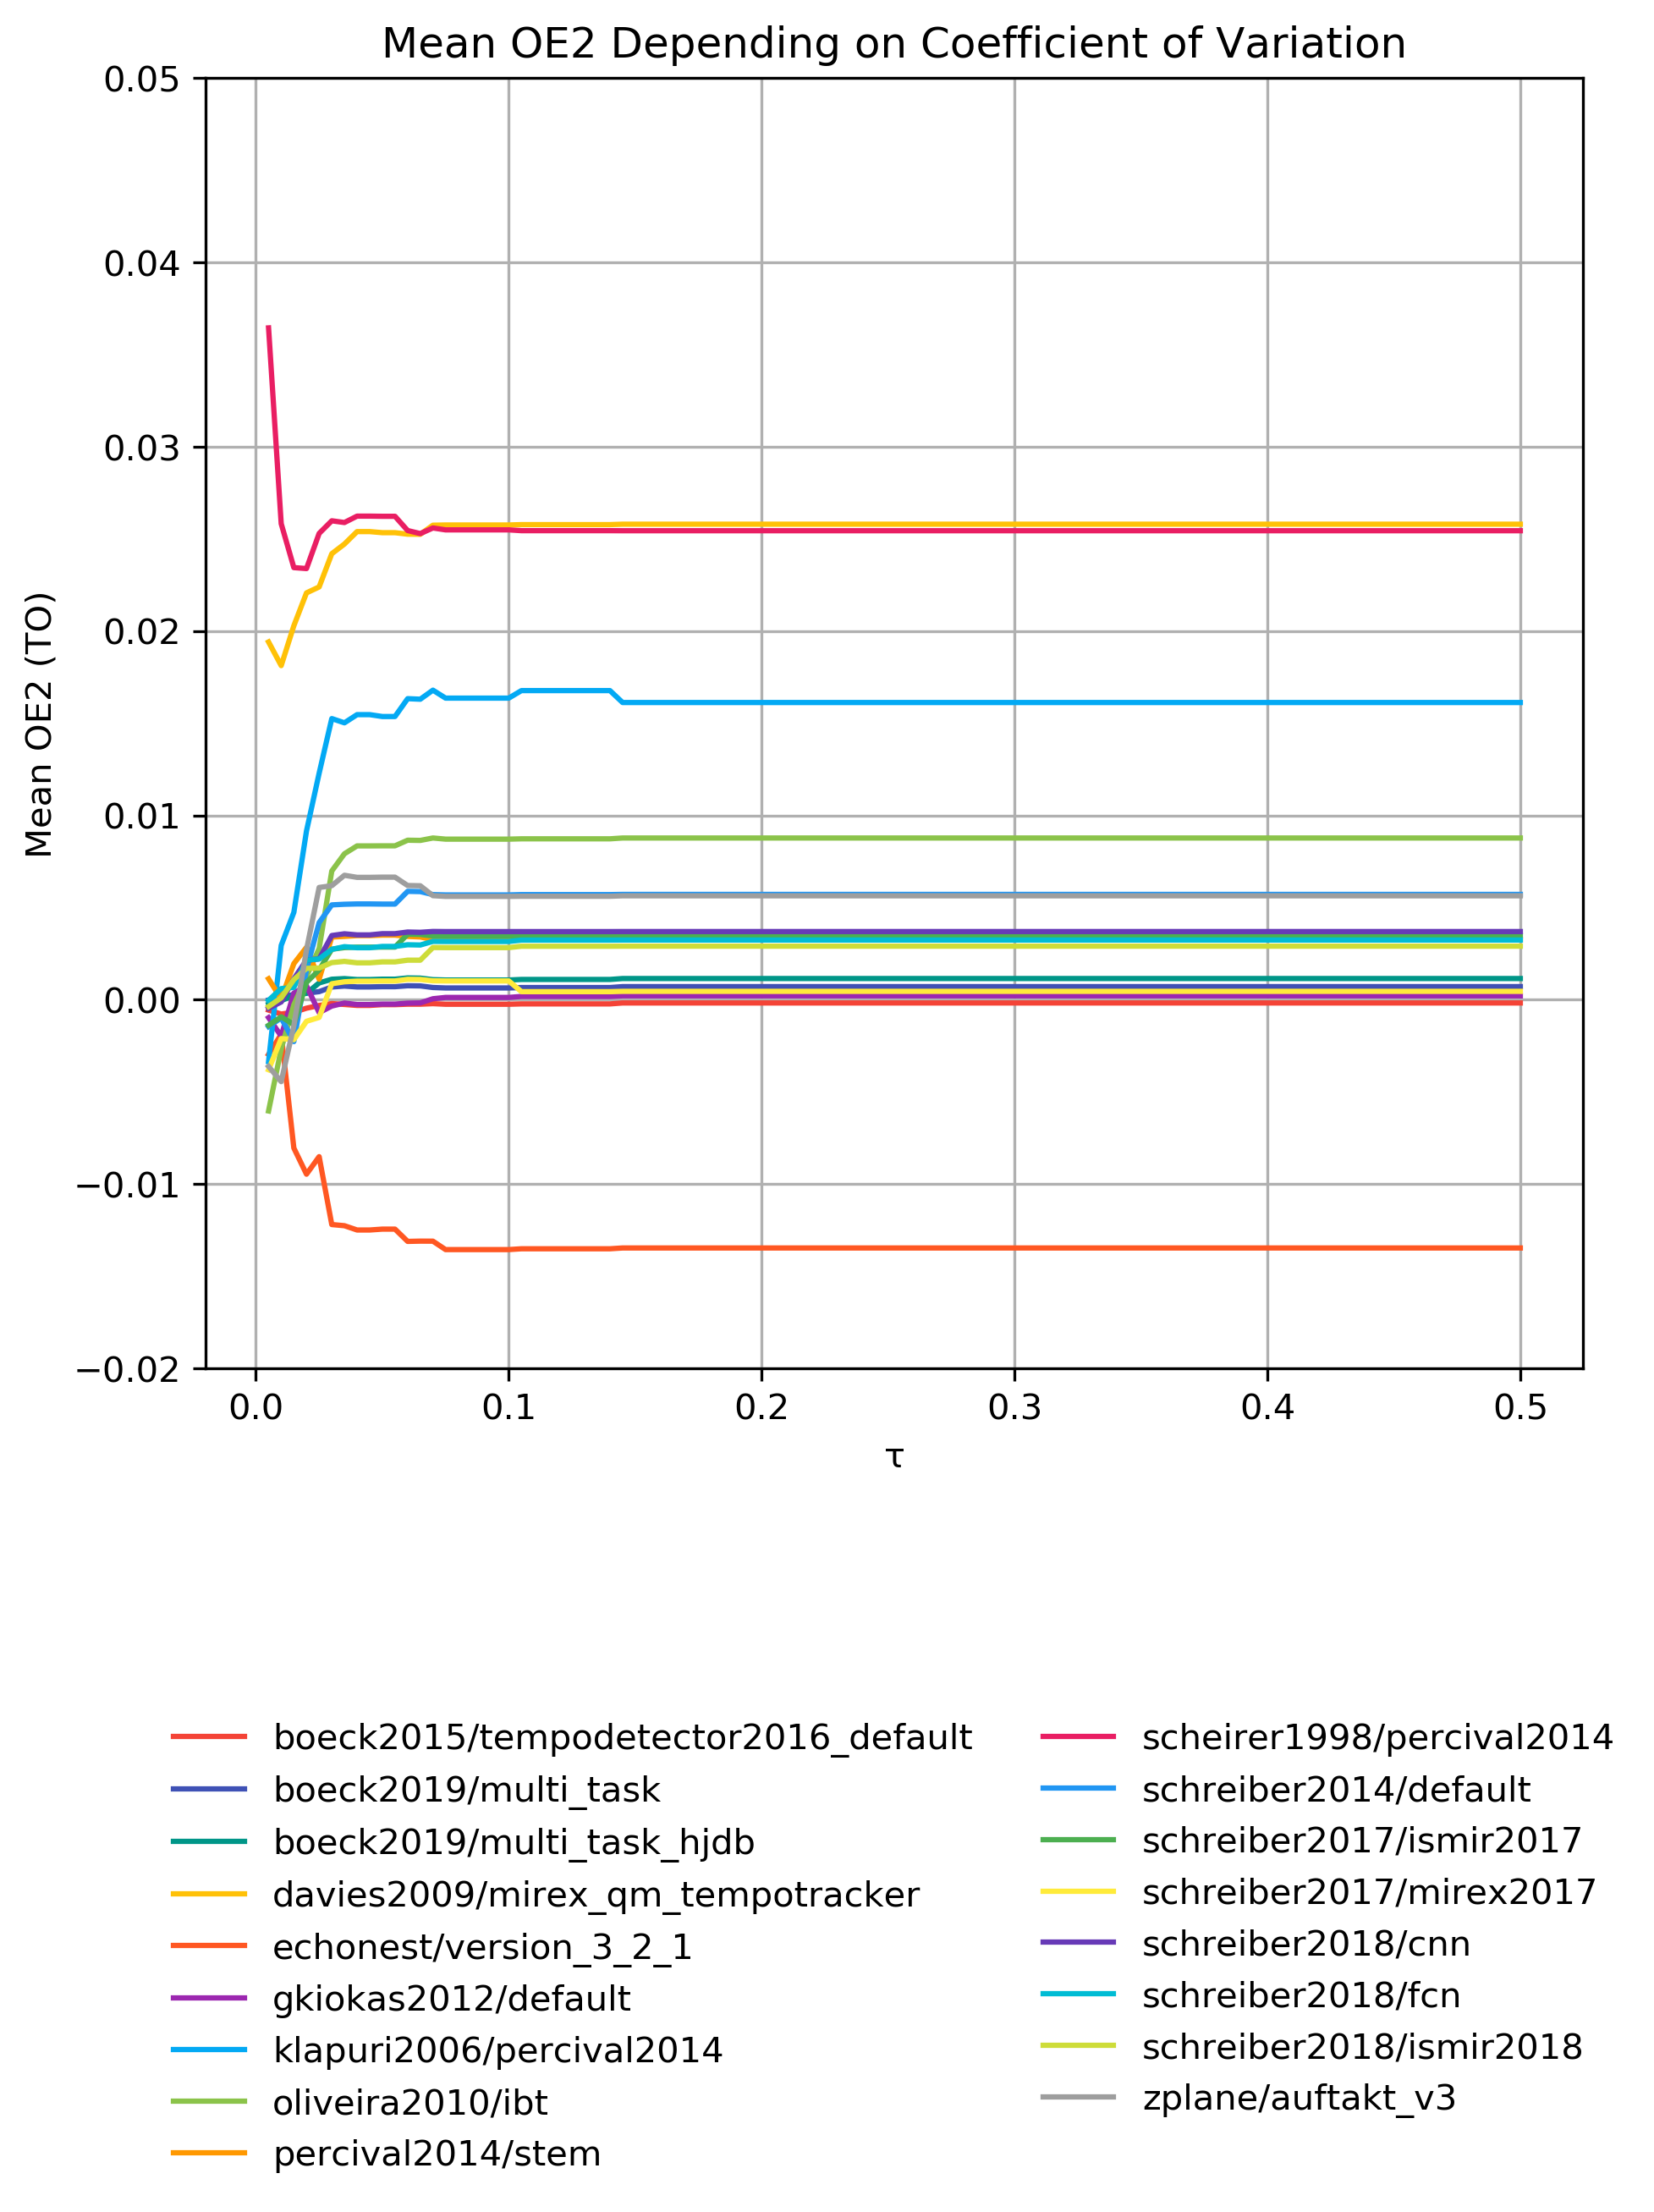 Mean OE2 Depending on Coefficient of Variation
0.05
0.04
0.03
0.02
0.01
0.00
−0.01
−0.02
Mean OE2 (TO)
0.0 0.1 0.2 0.3 0.4 0.5
τ
boeck2015/tempodetector2016_default
boeck2019/multi_task
boeck2019/multi_task_hjdb
davies2009/mirex_qm_tempotracker
echonest/version_3_2_1
gkiokas2012/default
klapuri2006/percival2014
oliveira2010/ibt
percival2014/stem
scheirer1998/percival2014
schreiber2014/default
schreiber2017/ismir2017
schreiber2017/mirex2017
schreiber2018/cnn
schreiber2018/fcn
schreiber2018/ismir2018
zplane/auftakt_v3